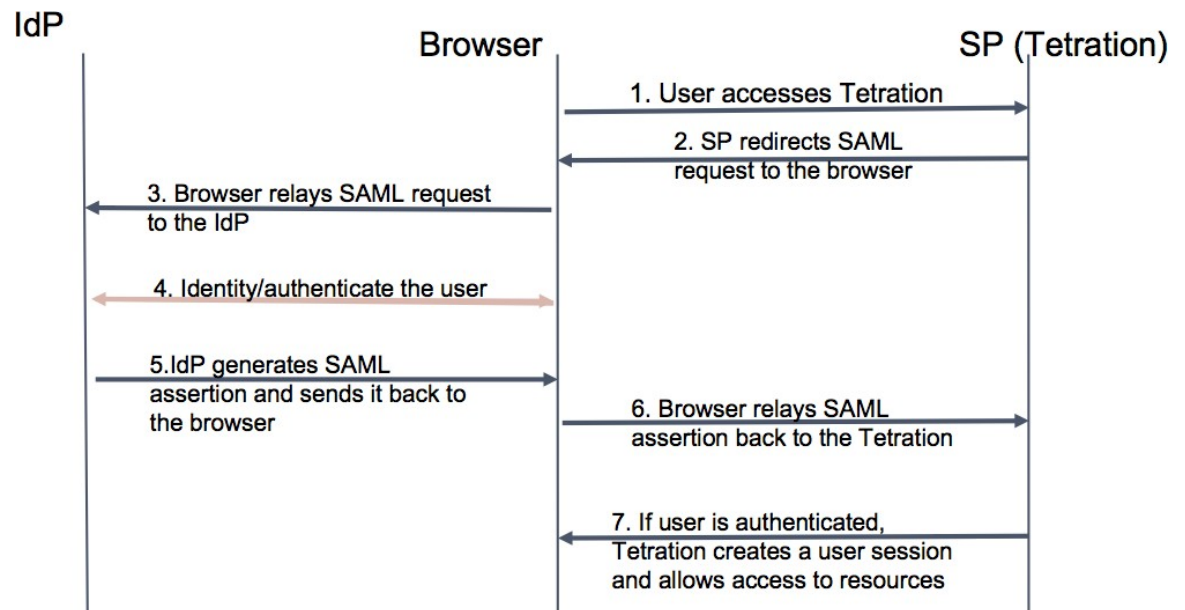 IdP
Browser
SP (Tetration)
1. User accesses Tetration
2. SP redirects SAML
request to the browser
3. Browser relays SAML request
to the IdP
4. Identity/authenticate the user
5.IdP generates SAML
assertion and sends it back to
the browser
6. Browser relays SAML
assertion back to the Tetration
7. If user is authenticated,
Tetration creates a user session
and allows access to resources